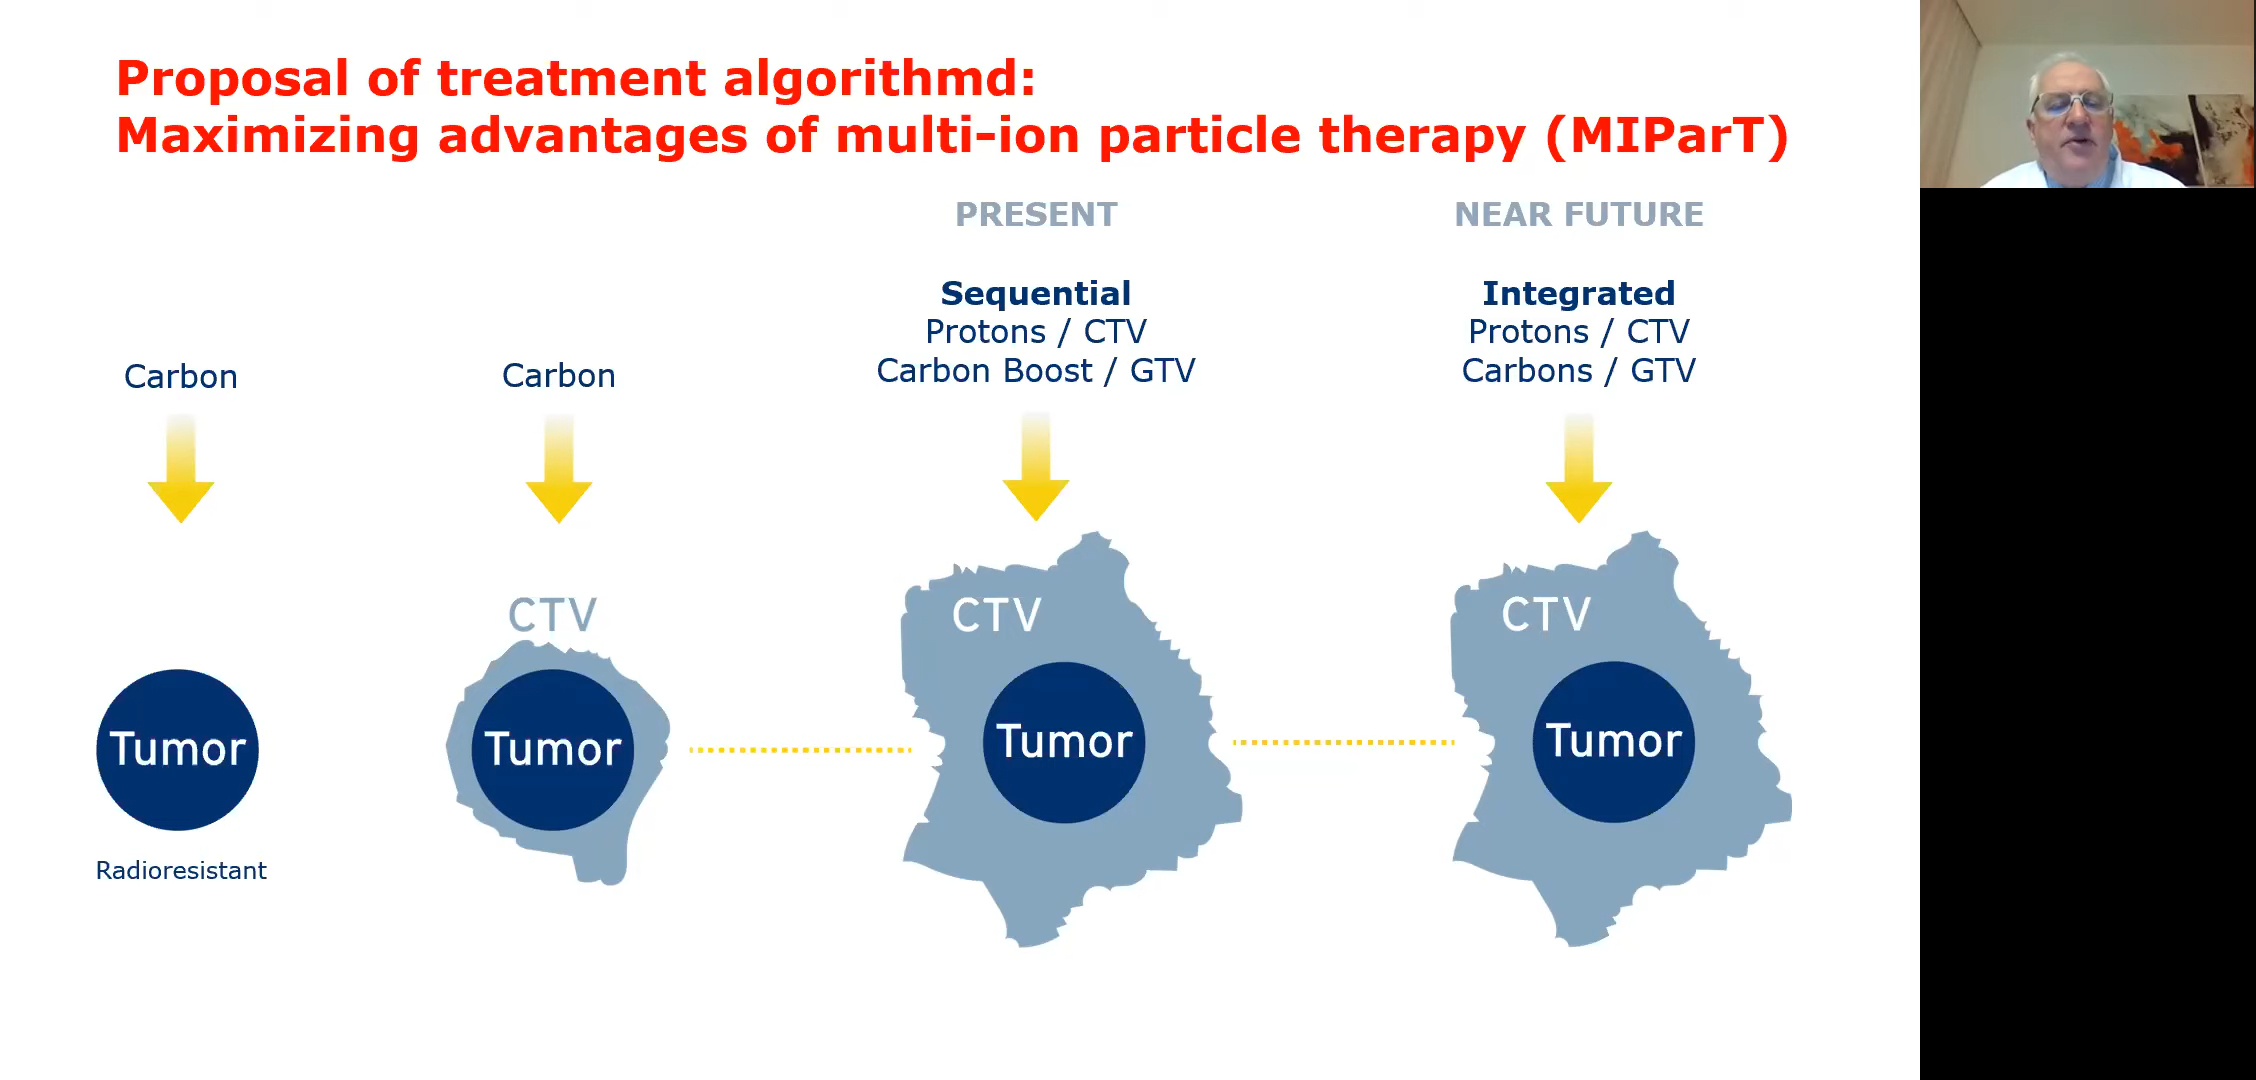 Proposal of treatment algorithmd:
Maximizing advantages of multi-ion particle therapy (MIParT)
PRESENT
NEAR FUTURE
Carbon
Carbon
Sequential
Protons / CTV
Carbon Boost / GTV
Integrated
Protons / CTV
Carbons / GTV
Tumor
Radioresistant
CTV
Tumor
CTV
Tumor
CTV
Tumor